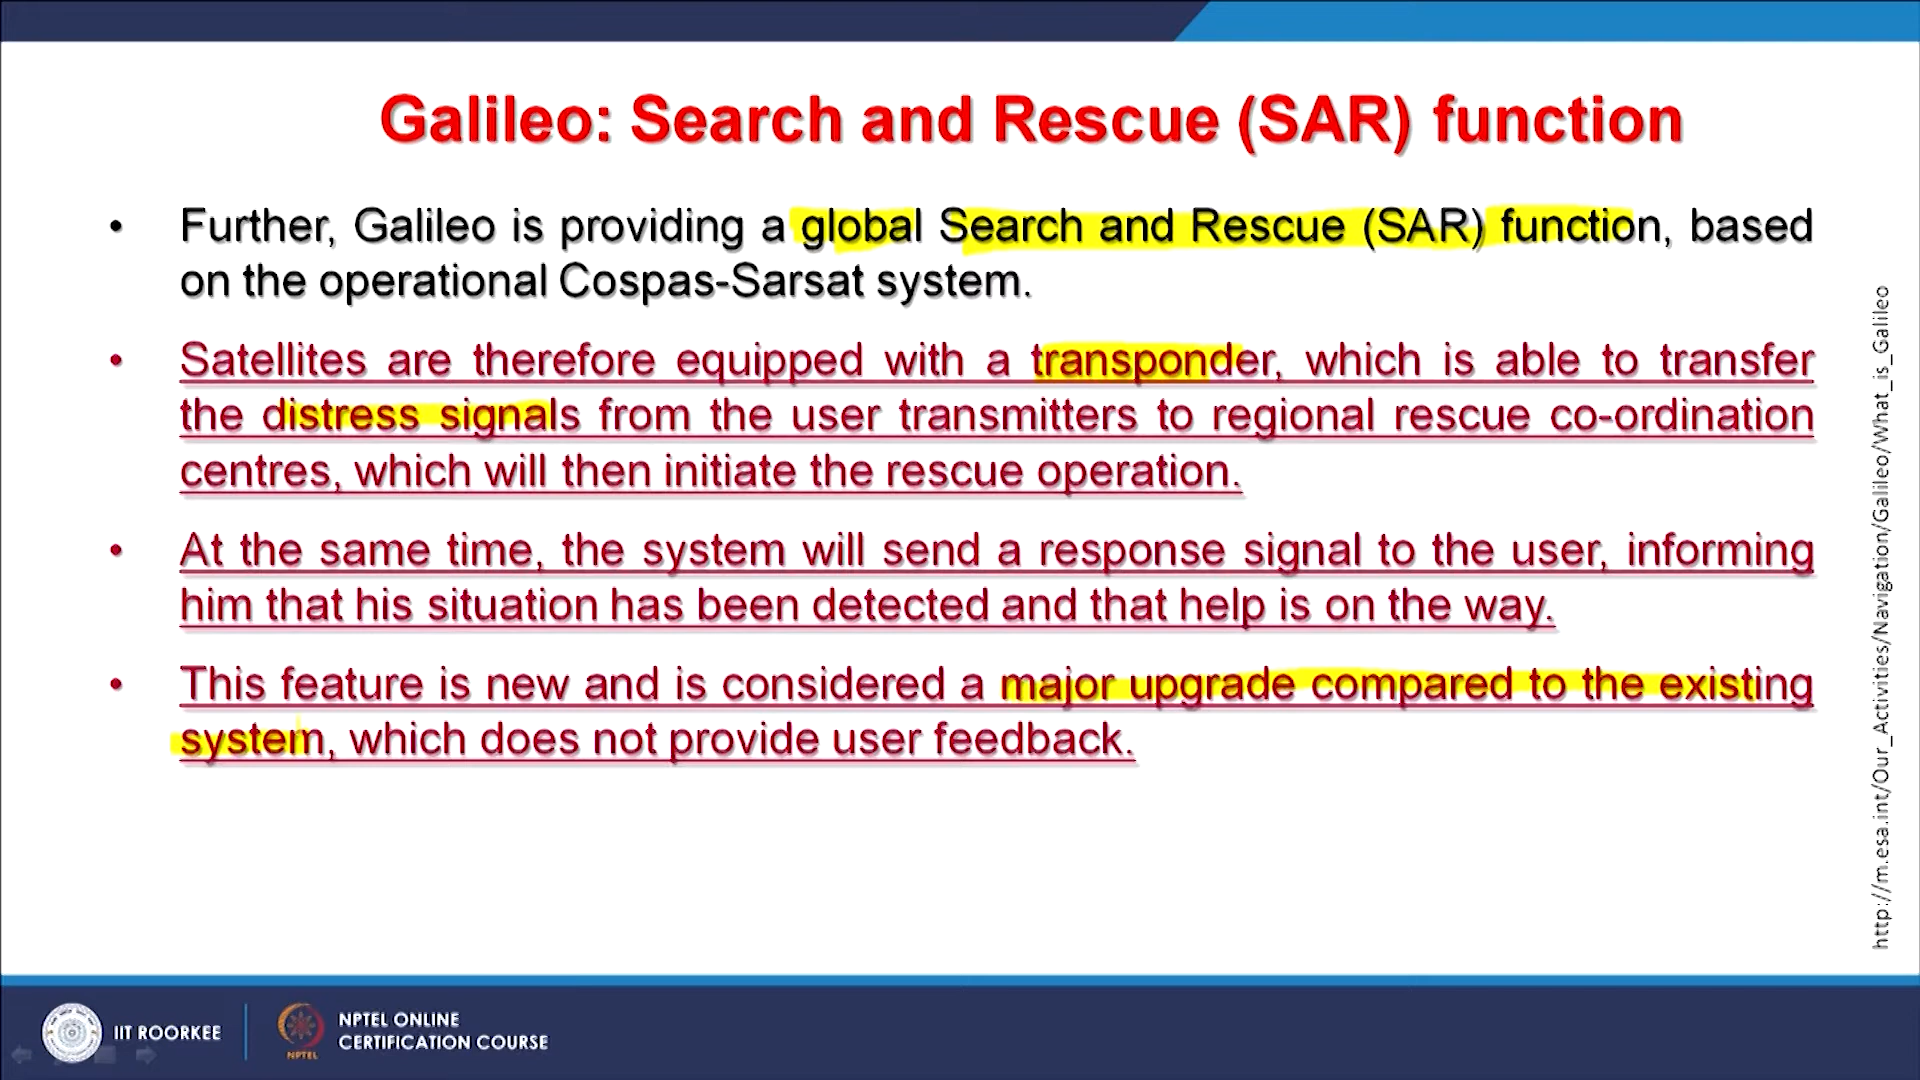 Galileo: Search and Rescue (SAR) function
• Further, Galileo is providing a global Search and Rescue (SAR) function, based
on the operational Cospas-Sarsat system.
• Satellites are therefore equipped with a transponder, which is able to transfer
the distress signals from the user transmitters to regional rescue co-ordination
centres, which will then initiate the rescue operation.
• At the same time, the system will send a response signal to the user, informing
him that his situation has been detected and that help is on the way.
• This feature is new and is considered a major upgrade compared to the existing
system, which does not provide user feedback.
http://m.esa.int/Our_Activities/Navigation/Galileo/What_is_Galileo
IIT ROORKEE
NPTEL
NPTEL ONLINE
CERTIFICATION COURSE